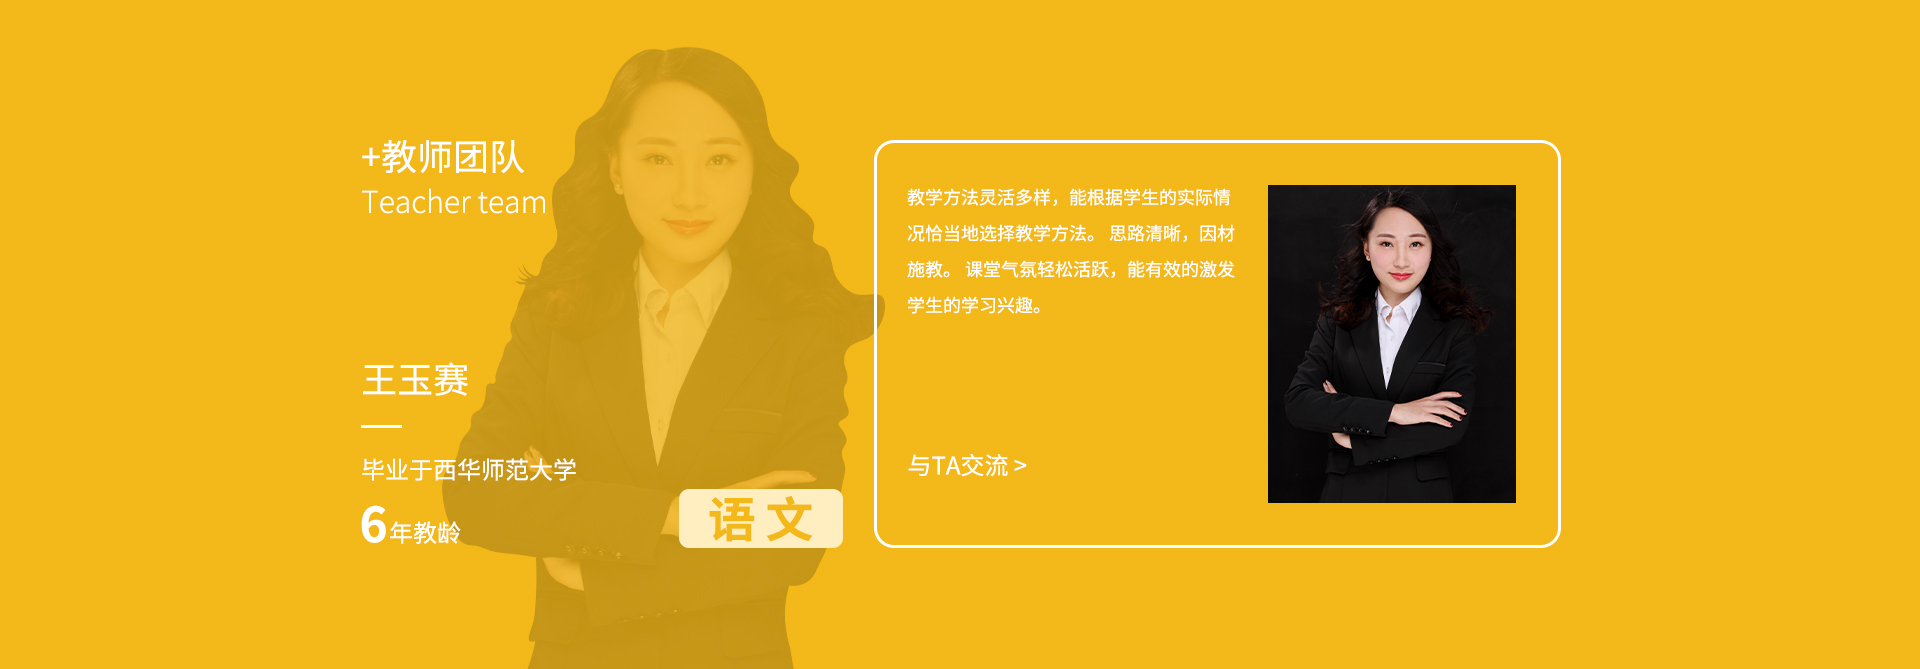 +教师团队
Teacher team
王玉赛
毕业于西华师范大学
6年教龄
语文
教学方法灵活多样，能根据学生的实际情
况恰当地选择教学方法。 思路清晰，因材
施教。 课堂气氛轻松活跃，能有效的激发
学生的学习兴趣。
与TA交流 >